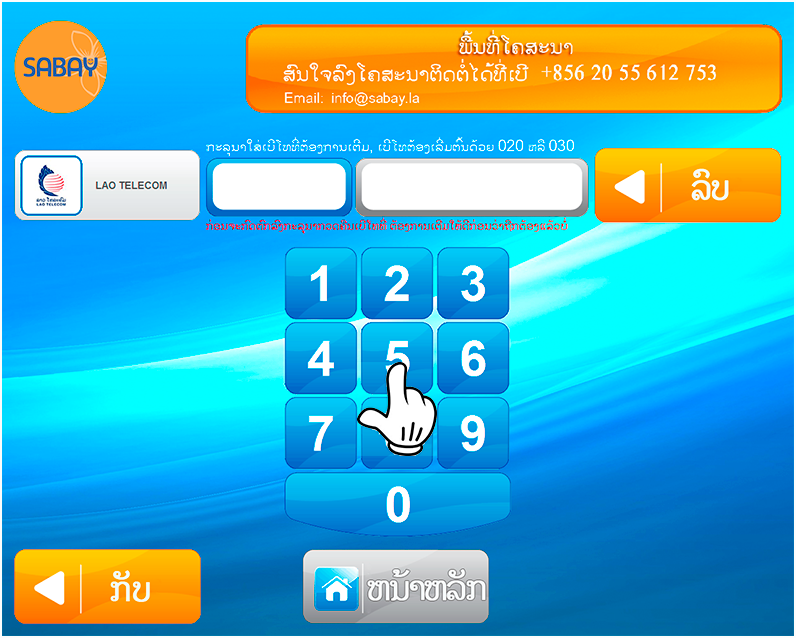 SABAY
ພື້ນທີ່ໂຄສະນາ
ສົນໃຈລົງໂຄສະນາຕິດຕໍ່ໄດ້ທີ່ເບີ +856 20 55 612 753
Email: info@sabay.la
ກະລຸນາໃສ່ເບີໂທທີ່ຕ້ອງການເຕີມ, ເບີໂທຕ້ອງເລີ່ມຕົ້ນດ້ວຍ 020 ຫລື 030
ລາວ ໂທລະຄົມ
LAO TELECOM
LAO TELECOM
ລົບ
1 2 3
4 5 6
7 9
0
ກັບ
ຫນ້າຫລັກ